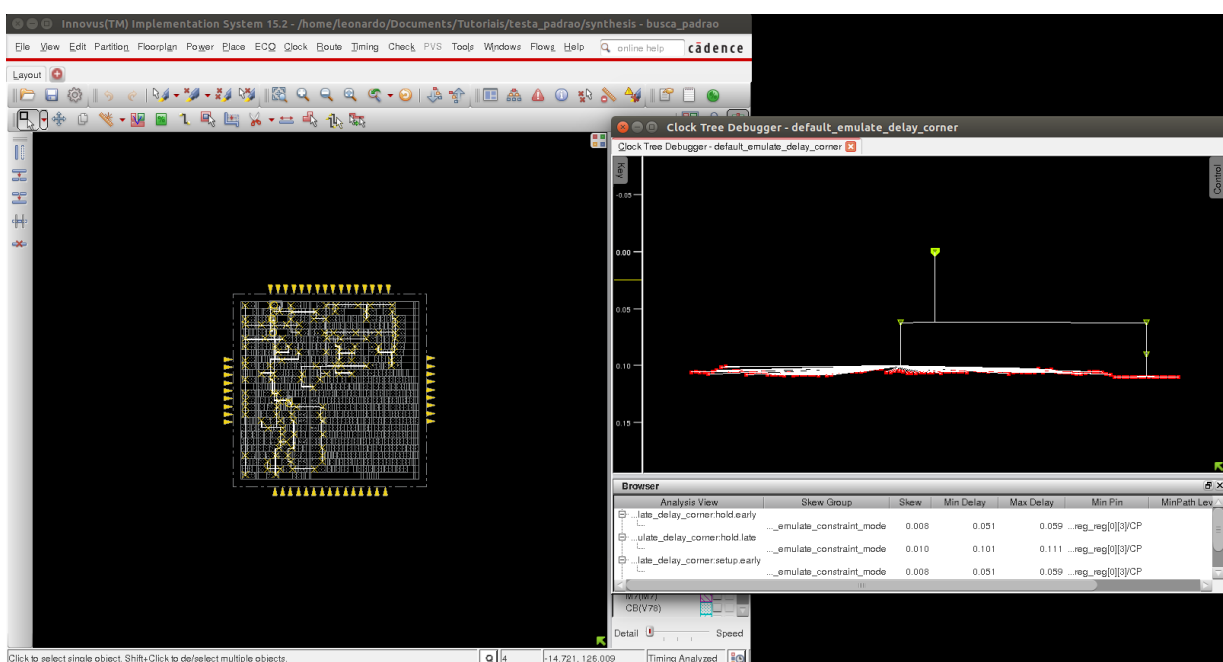 Innovus(TM) Implementation System 15.2 - /home/leonardo/Documents/Tutoriais/testa_padrao/synthesis - busca_padrao
File View Edit Partition Floorplan Power Place ECO Clock Route Timing Check PVS Tools Windows Flows Help online help cādence
Layout
Clock Tree Debugger - default_emulate_delay_corner
Clock Tree Debugger - default_emulate_delay_corner
Key
Control
-0.05
0.00
0.05
0.10
0.15
Browser
Analysis View Skew Group Skew Min Delay Max Delay Min Pin MinPath Lev
...late_delay_corner:hold.early
..._emulate_constraint_mode 0.008 0.051 0.059 ...reg_reg[0][3]/CP
...ulate_delay_corner:hold.late
..._emulate_constraint_mode 0.010 0.101 0.111 ...reg_reg[0][3]/CP
...late_delay_corner:setup.early
..._emulate_constraint_mode 0.008 0.051 0.059 ...reg_reg[0][3]/CP
M7(M7)
CB(V78)
Detail Speed
Click to select single object. Shift+Click to de/select multiple objects. Q 4 -14.721, 126.009 Timing Analyzed